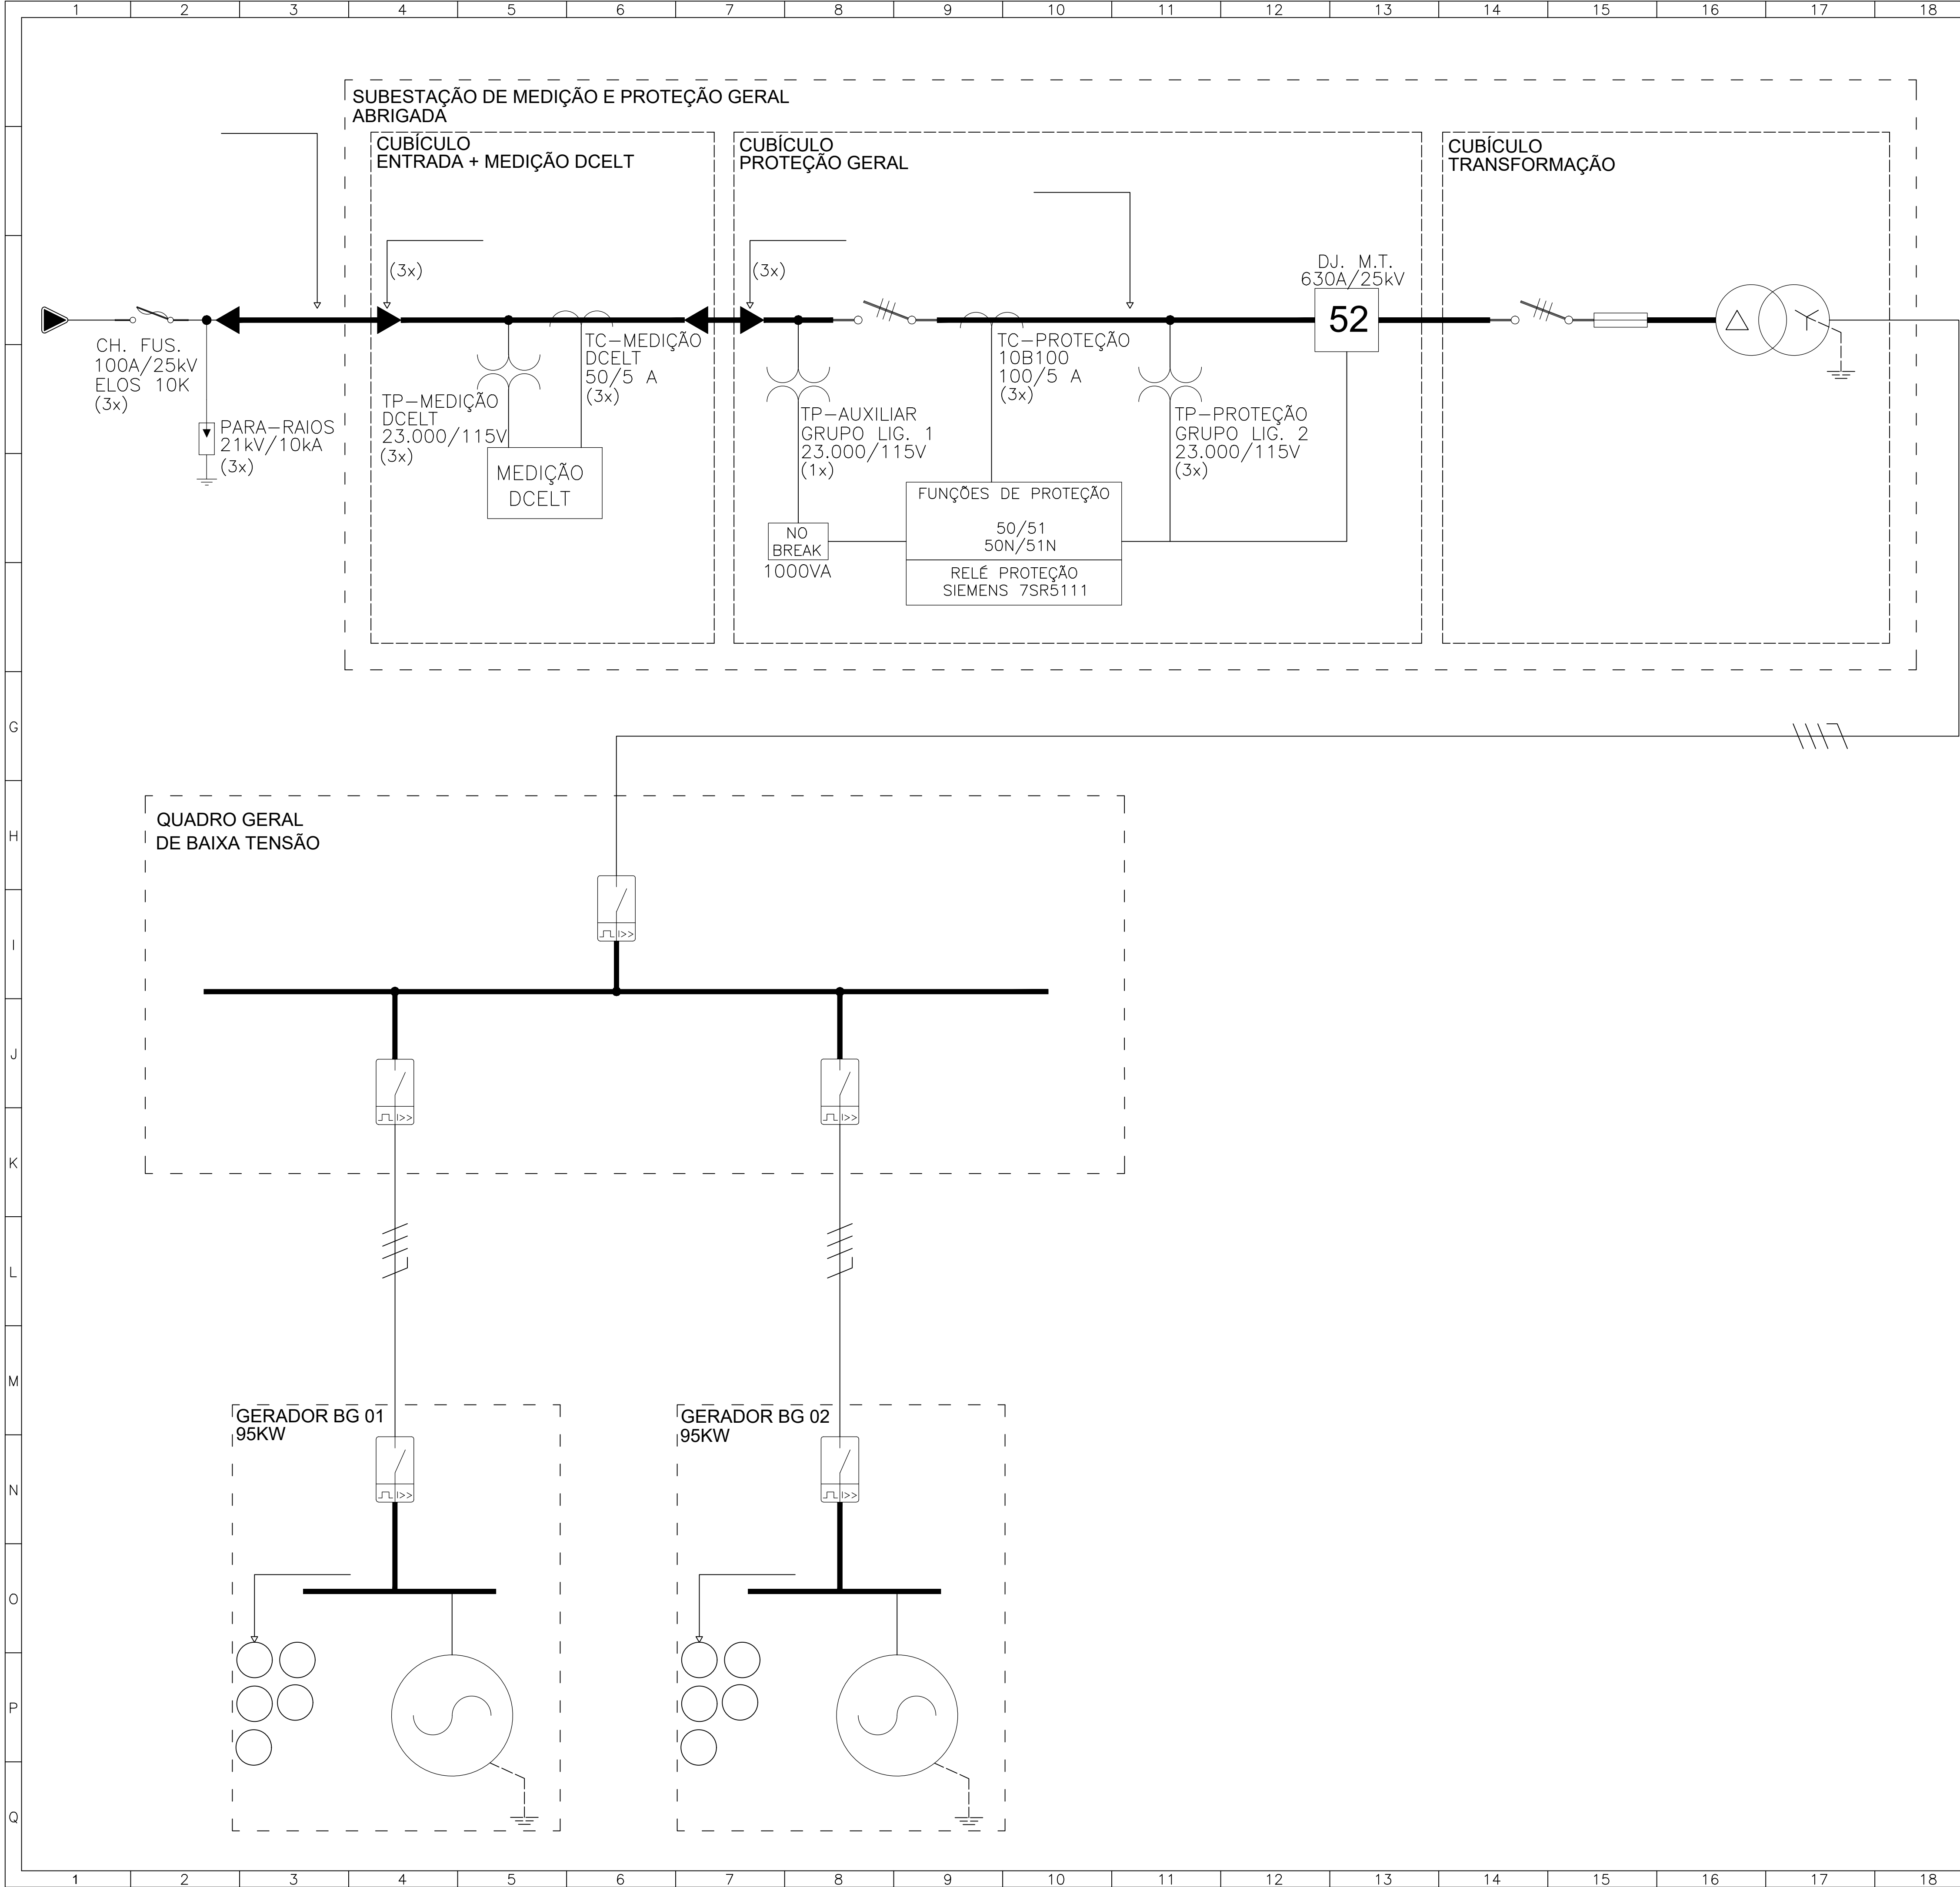 1 2 3 4 5 6 7 8 9 10 11 12 13 14 15 16 17 18
SUBESTAÇÃO DE MEDIÇÃO E PROTEÇÃO GERAL
ABRIGADA
CUBÍCULO
ENTRADA + MEDIÇÃO DCELT
CUBÍCULO
PROTEÇÃO GERAL
CUBÍCULO
TRANSFORMAÇÃO
(3x)
(3x)
DJ. M.T.
630A/25kV
52
CH. FUS.
100A/25kV
ELOS 10K
(3x)
PARA-RAIOS
21kV/10kA
(3x)
TP-MEDIÇÃO
DCELT
23.000/115V
(3x)
TC-MEDIÇÃO
DCELT
50/5 A
(3x)
MEDIÇÃO
DCELT
TP-AUXILIAR
GRUPO LIG. 1
23.000/115V
(1x)
NO
BREAK
1000VA
TC-PROTEÇÃO
10B100
100/5 A
(3x)
TP-PROTEÇÃO
GRUPO LIG. 2
23.000/115V
(3x)
FUNÇÕES DE PROTEÇÃO
50/51
50N/51N
RELÉ PROTEÇÃO
SIEMENS 7SR5111
G
H
I
J
K
L
M
N
O
P
Q
QUADRO GERAL
DE BAIXA TENSÃO
I>>
I>>
I>>
GERADOR BG 01
95KW
I>>
GERADOR BG 02
95KW
I>>
1 2 3 4 5 6 7 8 9 10 11 12 13 14 15 16 17 18